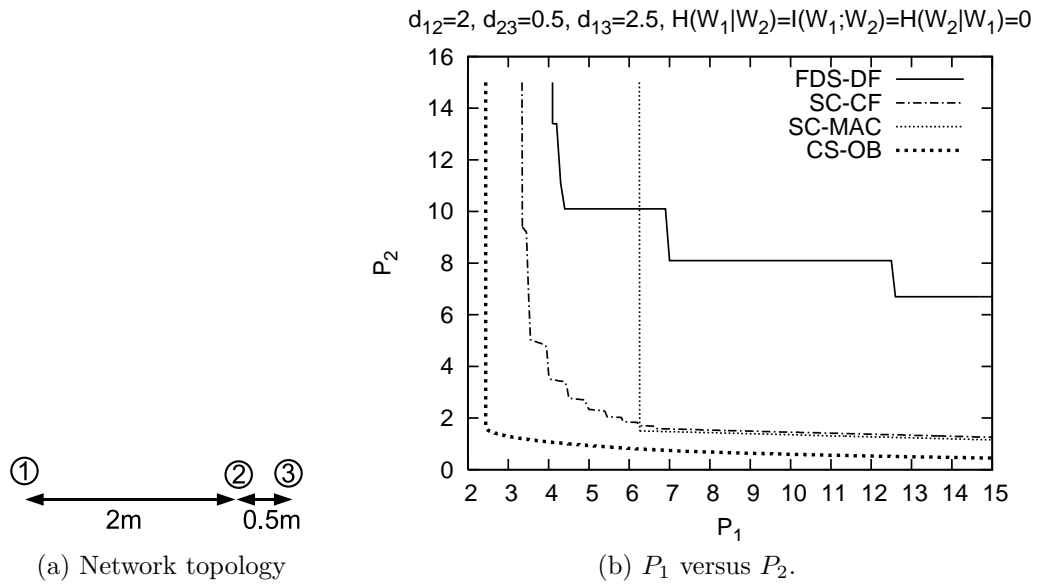 d12=2, d23=0.5, d13=2.5, H(W1|W2)=I(W1;W2)=H(W2|W1)=0
16
14
12
10
8
6
4
2
0
P2
FDS-DF
SC-CF
SC-MAC
CS-OB
2 3 4 5 6 7 8 9 10 11 12 13 14 15
P1
1 2 3
2m 0.5m
(a) Network topology
(b) P1 versus P2.